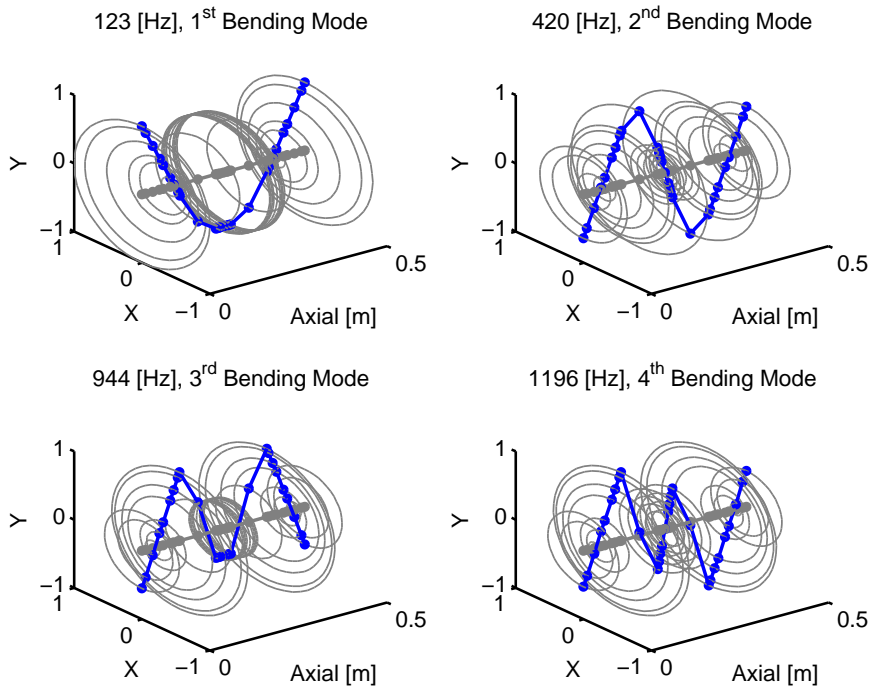 123 [Hz], 1st Bending Mode
1
0
−1
Y
1
0
−1
X
0
0.5
Axial [m]
420 [Hz], 2nd Bending Mode
1
0
−1
Y
1
0
−1
X
0
0.5
Axial [m]
944 [Hz], 3rd Bending Mode
1
0
−1
Y
1
0
−1
X
0
0.5
Axial [m]
1196 [Hz], 4th Bending Mode
1
0
−1
Y
1
0
−1
X
0
0.5
Axial [m]